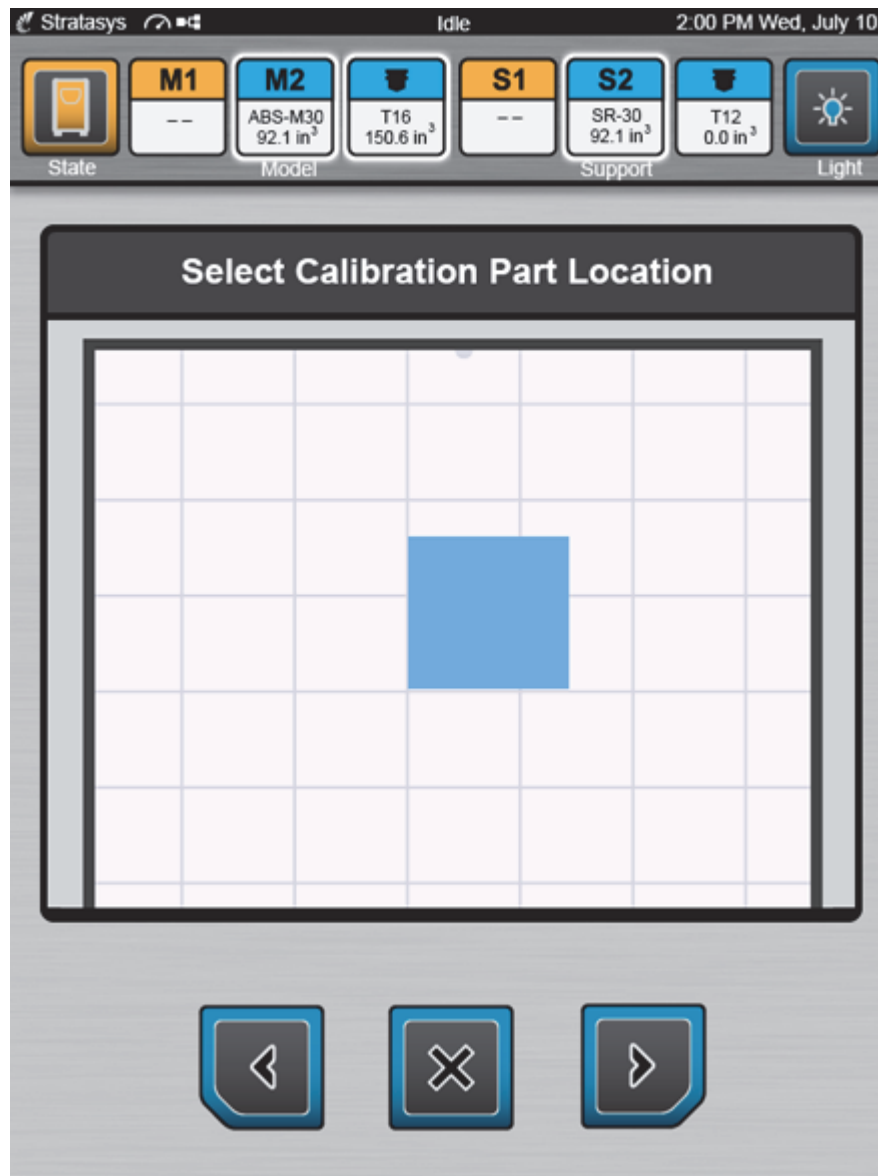 Stratasys Idle 2:00 PM Wed, July 10
M1 M2 S1 S2
-- ABS-M30 T16 -- SR-30 T12
92.1 in³ 150.6 in³ 92.1 in³ 0.0 in³
State Model Support Light
Select Calibration Part Location